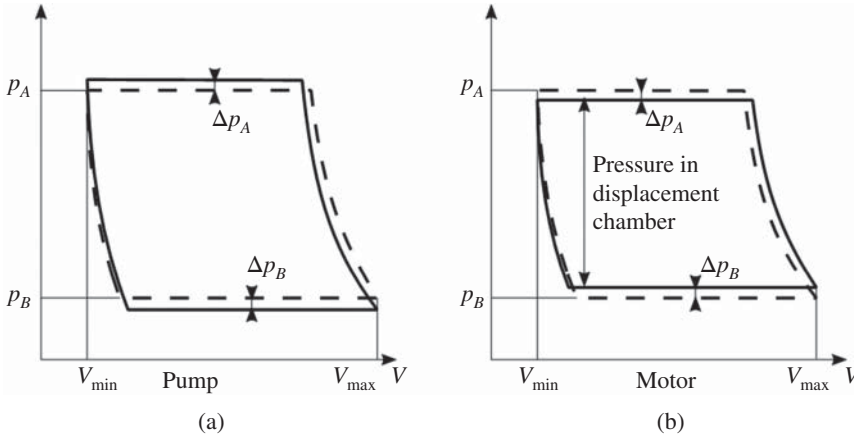 p_A
Δp_A
Δp_B
p_B
V_min
Pump
V_max
V
(a)
p_A
Δp_A
Pressure in
displacement
chamber
Δp_B
p_B
V_min
Motor
V_max
V
(b)